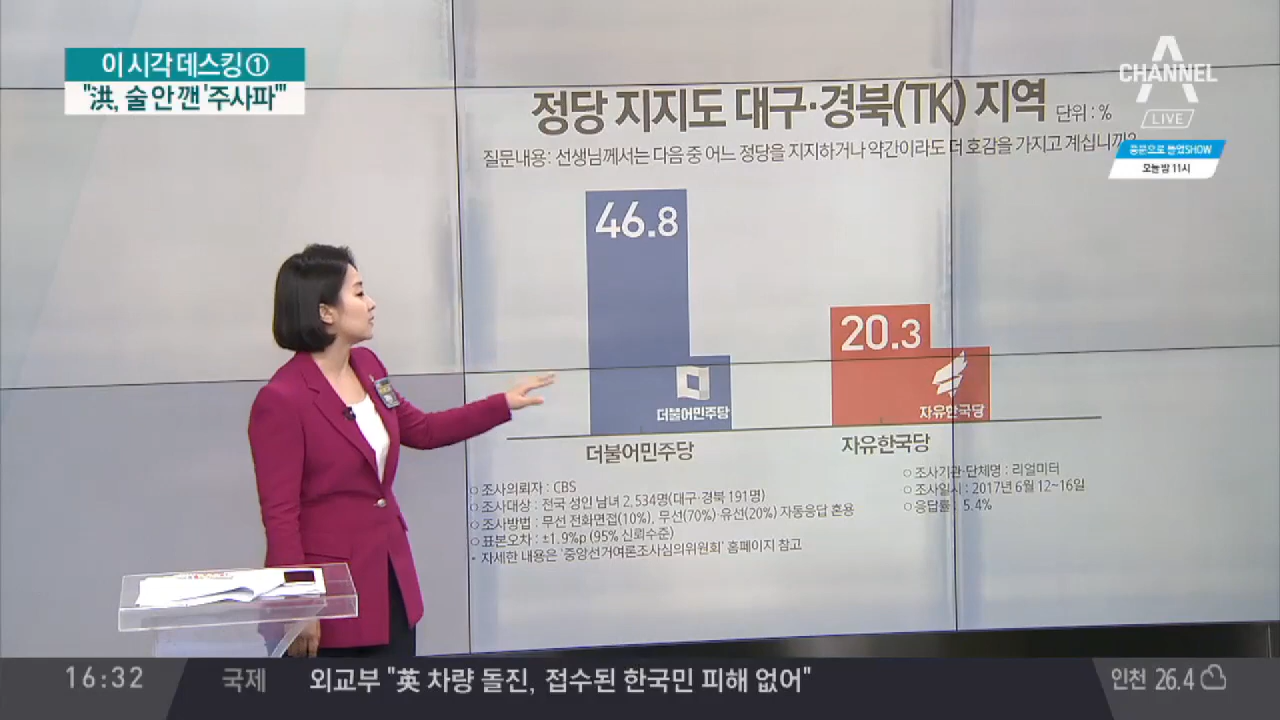 이 시각 데스킹 ①
"洪, 술 안 깬 '주사파'"
CHANNEL A
LIVE
오늘 밤 11시
정당 지지도 대구·경북(TK) 지역
단위 : %
질문내용: 선생님께서는 다음 중 어느 정당을 지지하거나 약간이라도 더 호감을 가지고 계십니까?
46.8
20.3
더불어민주당
자유한국당
더불어민주당
자유한국당
조사의뢰자 : CBS
조사대상 : 전국 성인 남녀 2,534명(대구·경북 191명)
조사방법 : 무선 전화면접(10%), 무선(70%)·유선(20%) 자동응답 혼용
표본오차 : ±1.9%p (95% 신뢰수준)
- 자세한 내용은 '중앙선거여론조사심의위원회' 홈페이지 참고
조사기관·단체명 : 리얼미터
조사일시 : 2017년 6월 12~16일
응답률 : 5.4%
16:32
국제
외교부 "英 차량 돌진, 접수된 한국민 피해 없어"
인천 26.4